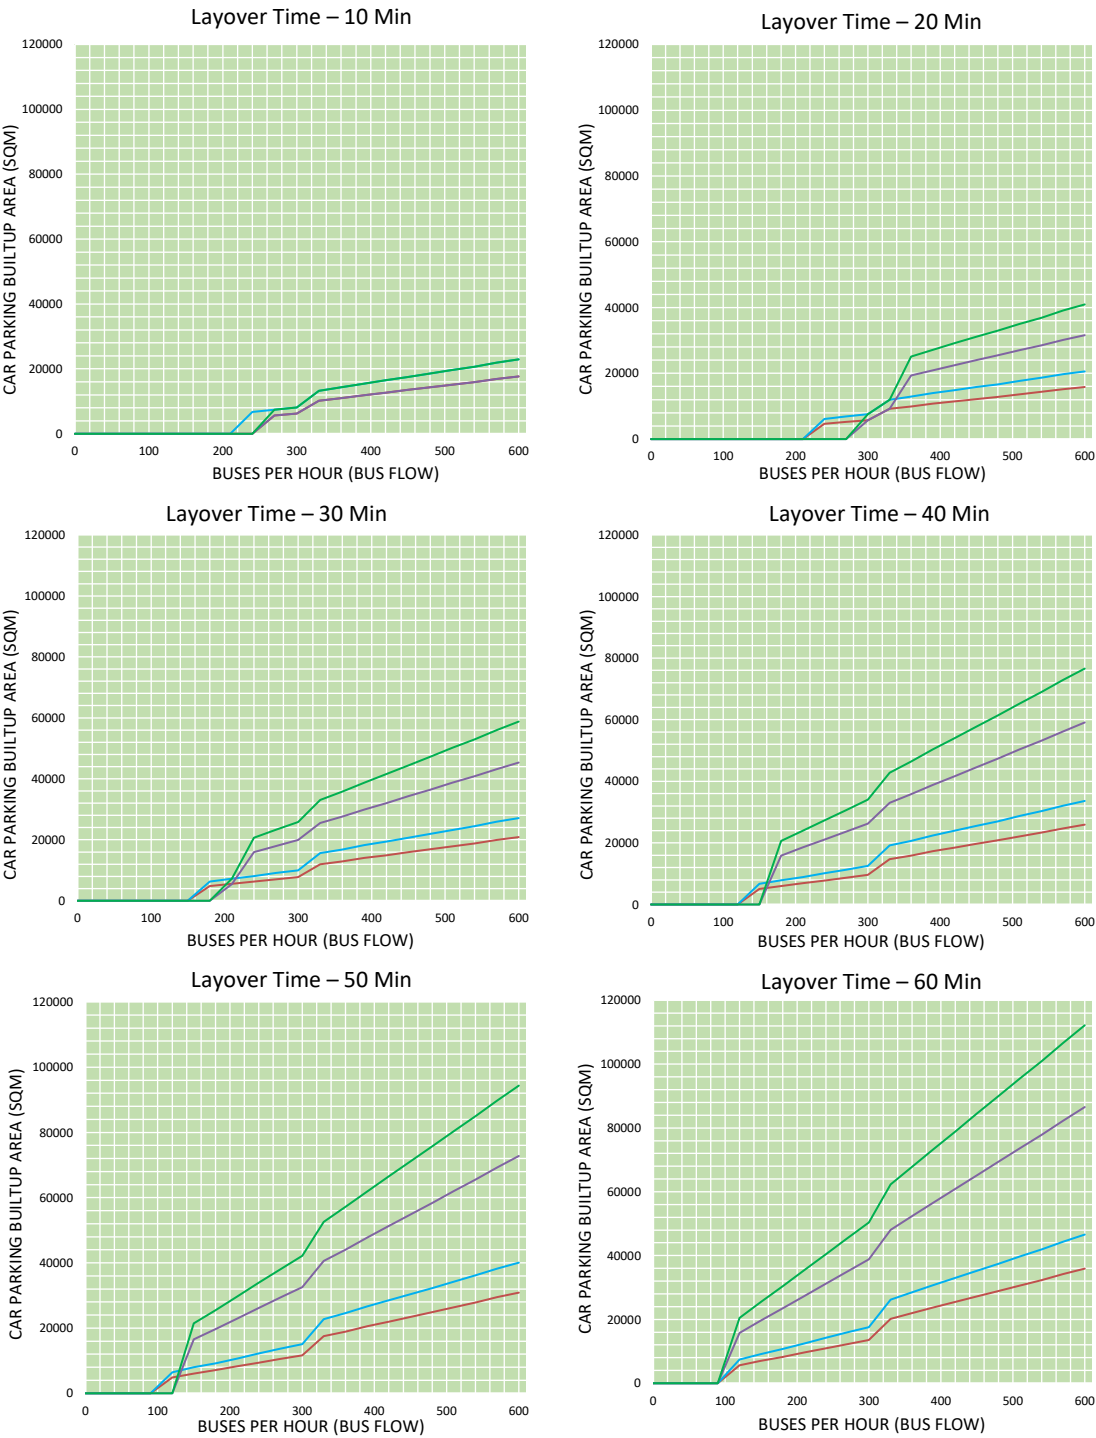 Layover Time – 10 Min
120000
100000
80000
60000
40000
20000
0
0 100 200 300 400 500 600
CAR PARKING BUILTUP AREA (SQM)
BUSES PER HOUR (BUS FLOW)
Layover Time – 20 Min
120000
100000
80000
60000
40000
20000
0
0 100 200 300 400 500 600
CAR PARKING BUILTUP AREA (SQM)
BUSES PER HOUR (BUS FLOW)
Layover Time – 30 Min
120000
100000
80000
60000
40000
20000
0
0 100 200 300 400 500 600
CAR PARKING BUILTUP AREA (SQM)
BUSES PER HOUR (BUS FLOW)
Layover Time – 40 Min
120000
100000
80000
60000
40000
20000
0
0 100 200 300 400 500 600
CAR PARKING BUILTUP AREA (SQM)
BUSES PER HOUR (BUS FLOW)
Layover Time – 50 Min
120000
100000
80000
60000
40000
20000
0
0 100 200 300 400 500 600
CAR PARKING BUILTUP AREA (SQM)
BUSES PER HOUR (BUS FLOW)
Layover Time – 60 Min
120000
100000
80000
60000
40000
20000
0
0 100 200 300 400 500 600
CAR PARKING BUILTUP AREA (SQM)
BUSES PER HOUR (BUS FLOW)